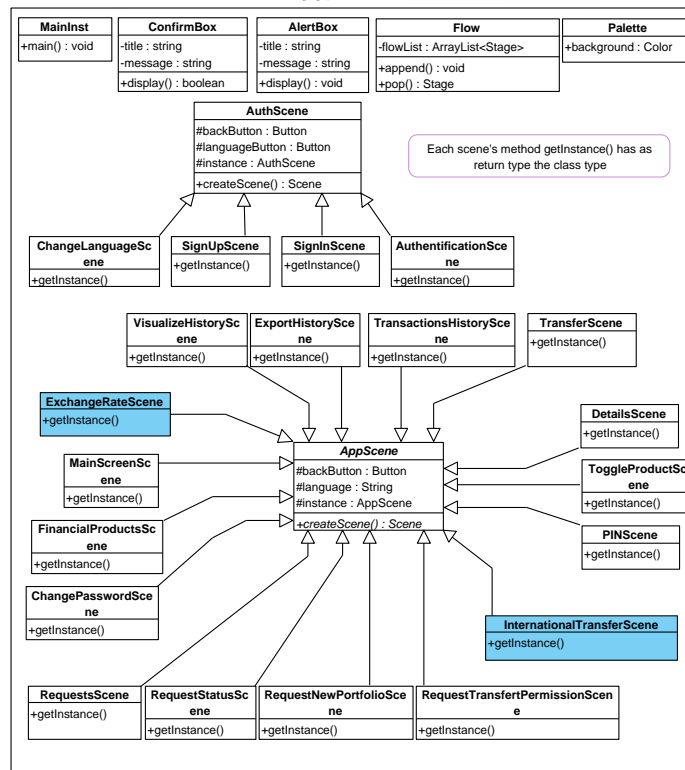 MainInst
+main() : void
ConfirmBox
-title : string
-message : string
+display() : boolean
AlertBox
-title : string
-message : string
+display() : void
Flow
-flowList : ArrayList<Stage>
+append() : void
+pop() : Stage
Palette
+background : Color
AuthScene
#backButton : Button
#languageButton : Button
#instance : AuthScene
+createScene() : Scene
Each scene's method getInstance() has as
return type the class type
ChangeLanguageSc
ene
+getInstance()
SignUpScene
+getInstance()
SignInScene
+getInstance()
AuthentificationSce
ne
+getInstance()
VisualizeHistorySc
ene
+getInstance()
ExportHistorySce
ne
+getInstance()
TransactionsHistorySce
ne
+getInstance()
TransferScene
+getInstance()
ExchangeRateScene
+getInstance()
AppScene
#backButton : Button
#language : String
#instance : AppScene
+createScene() : Scene
DetailsScene
+getInstance()
MainScreenSc
ene
+getInstance()
ToggleProductSc
ene
+getInstance()
FinancialProductsSc
ene
+getInstance()
PINScene
+getInstance()
ChangePasswordSce
ne
+getInstance()
InternationalTransferScene
+getInstance()
RequestsScene
+getInstance()
RequestStatusSc
ene
+getInstance()
RequestNewPortfolioSce
ne
+getInstance()
RequestTransfertPermissionScen
e
+getInstance()